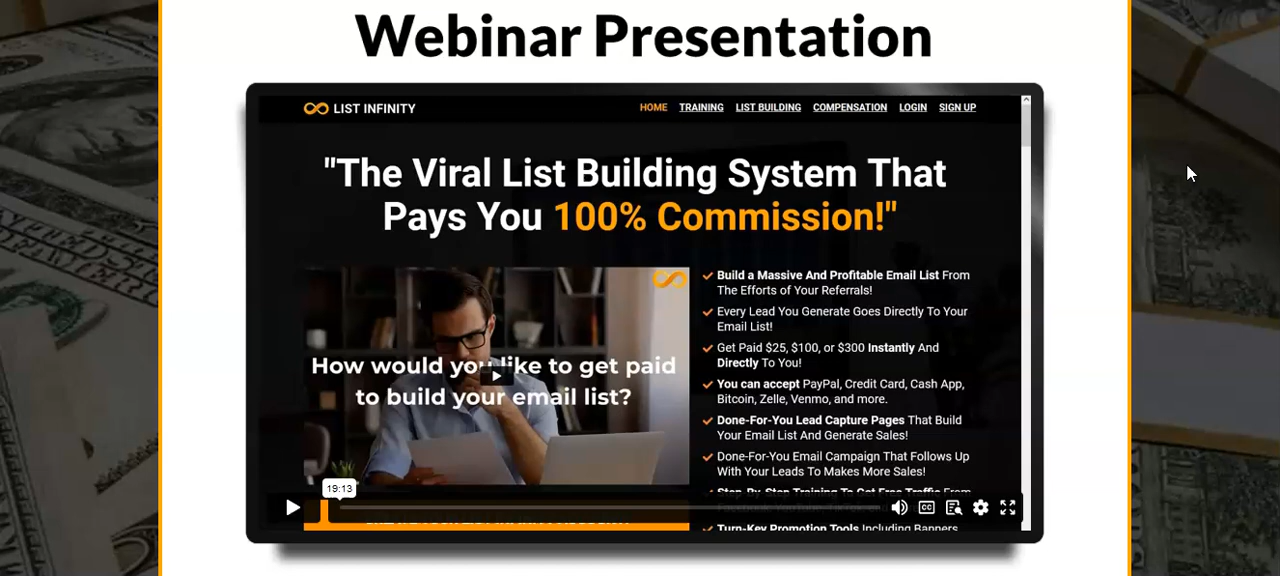 Webinar Presentation
LIST INFINITY
HOME TRAINING LIST BUILDING COMPENSATION LOGIN SIGN UP
"The Viral List Building System That
Pays You 100% Commission!"
How would you like to get paid
to build your email list?
Build a Massive And Profitable Email List From
The Efforts of Your Referrals!
Every Lead You Generate Goes Directly To Your
Email List!
Get Paid $25, $100, or $300 Instantly And
Directly To You!
You can accept PayPal, Credit Card, Cash App,
Bitcoin, Zelle, Venmo, and more.
Done-For-You Lead Capture Pages That Build
Your Email List And Generate Sales!
Done-For-You Email Campaign That Follows Up
With Your Leads To Makes More Sales!
Step-By-Step Training To Get Free Traffic From
Turn-Key Promotion Tools Including Banners
19:13
CC